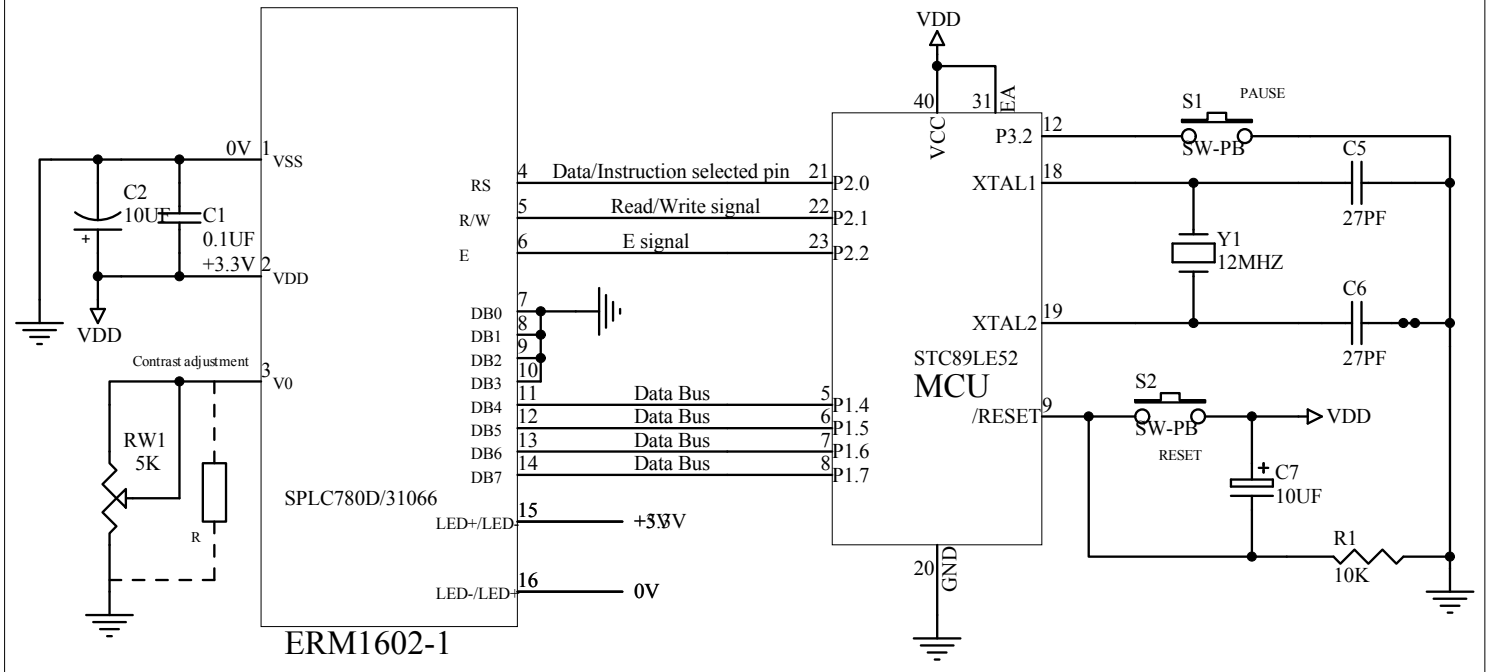 VDD
40
31
EA
VCC
S1
PAUSE
P3.2
12
SW-PB
0V
1
VSS
C2
10UF
C1
0.1UF
+3.3V
2
VDD
VDD
RS
4
Data/Instruction selected pin
21
P2.0
R/W
5
Read/Write signal
22
P2.1
E
6
E signal
23
P2.2
XTAL1
18
C5
27PF
Y1
12MHZ
XTAL2
19
C6
27PF
DB0
7
DB1
8
DB2
9
DB3
10
DB4
11
Data Bus
5
P1.4
DB5
12
Data Bus
6
P1.5
DB6
13
Data Bus
7
P1.6
DB7
14
Data Bus
8
P1.7
STC89LE52
MCU
/RESET
9
S2
SW-PB
RESET
VDD
C7
10UF
R1
10K
Contrast adjustment
3
V0
RW1
5K
R
SPLC780D/31066
LED+/LED-
15
LED-/LED+
16
0V
20
GND
ERM1602-1